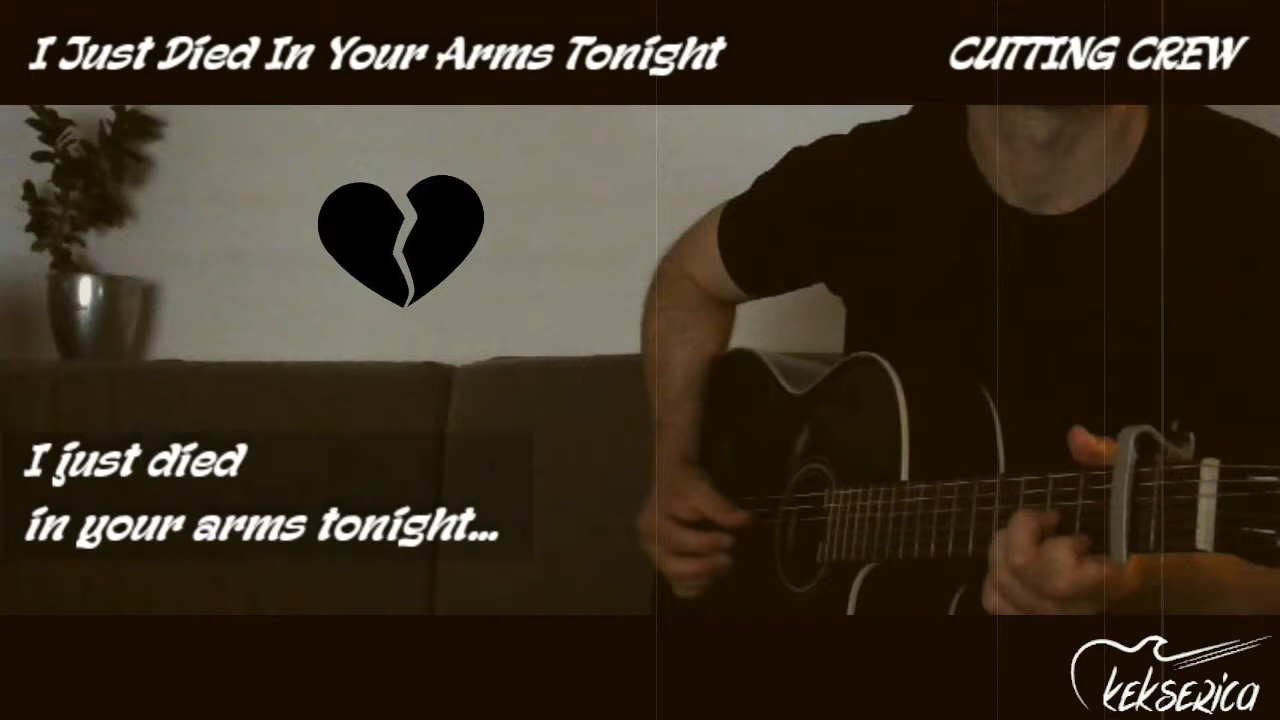 I Just Died In Your Arms Tonight
CUTTING CREW
I just died
in your arms tonight...
KEKSERICA